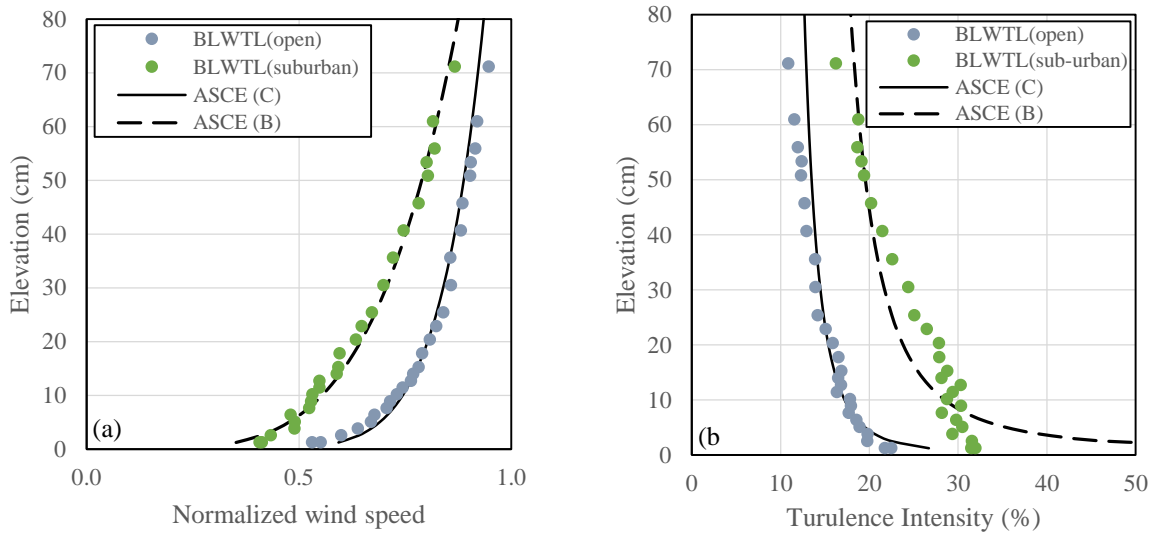 80
70
60
50
40
30
20
10
0
Elevation (cm)
BLWTL(open)
BLWTL(suburban)
ASCE (C)
ASCE (B)
(a)
0.0 0.5 1.0
Normalized wind speed
80
70
60
50
40
30
20
10
0
Elevation (cm)
BLWTL(open)
BLWTL(sub-urban)
ASCE (C)
ASCE (B)
(b
0 10 20 30 40 50
Turulence Intensity (%)